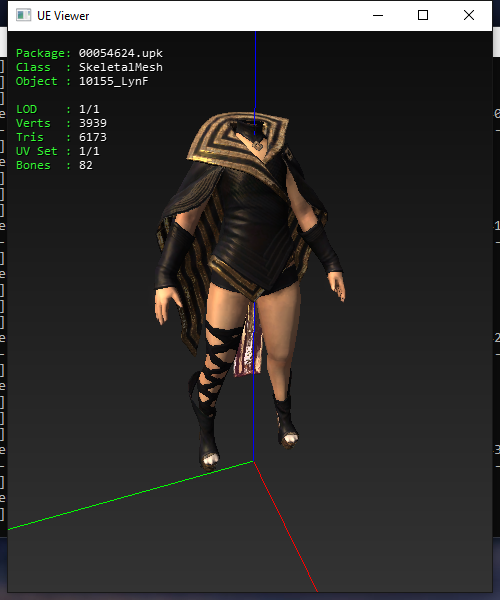 UE Viewer
Package: 00054624.upk
Class  : SkeletalMesh
Object : 10155_LynF
LOD    : 1/1
Verts  : 3939
Tris   : 6173
UV Set : 1/1
Bones  : 82